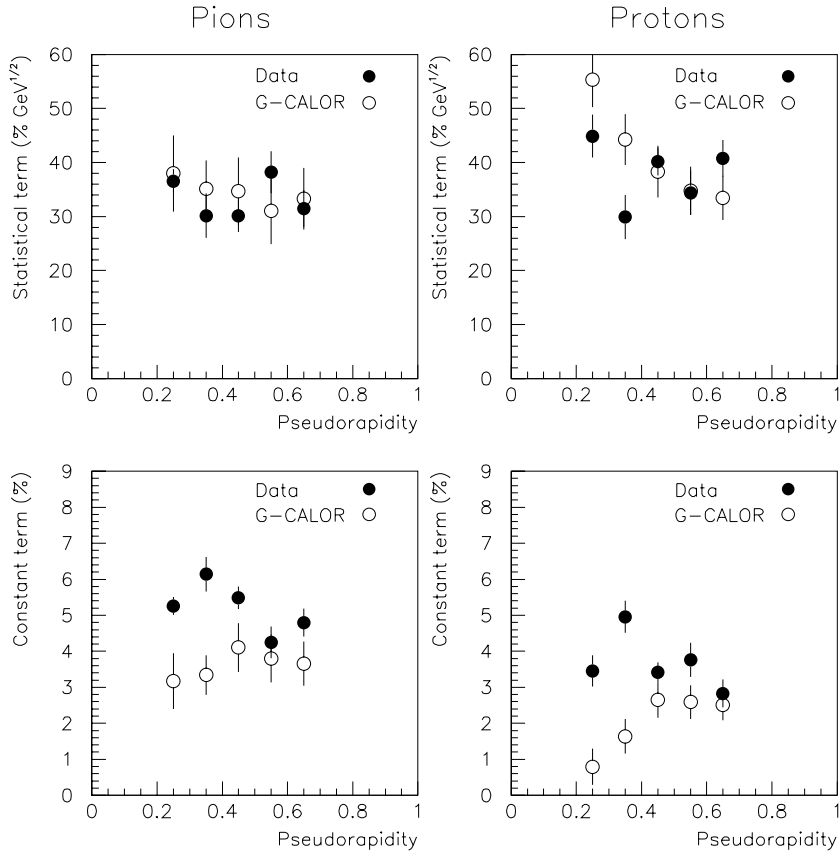 Pions
Protons
Statistical term (% GeV^1/2)
60
50
40
30
20
10
0
Data
G-CALOR
0 0.2 0.4 0.6 0.8 1
Pseudorapidity
Statistical term (% GeV^1/2)
60
50
40
30
20
10
0
Data
G-CALOR
0 0.2 0.4 0.6 0.8 1
Pseudorapidity
Constant term (%)
9
8
7
6
5
4
3
2
1
0
Data
G-CALOR
0 0.2 0.4 0.6 0.8 1
Pseudorapidity
Constant term (%)
9
8
7
6
5
4
3
2
1
0
Data
G-CALOR
0 0.2 0.4 0.6 0.8 1
Pseudorapidity